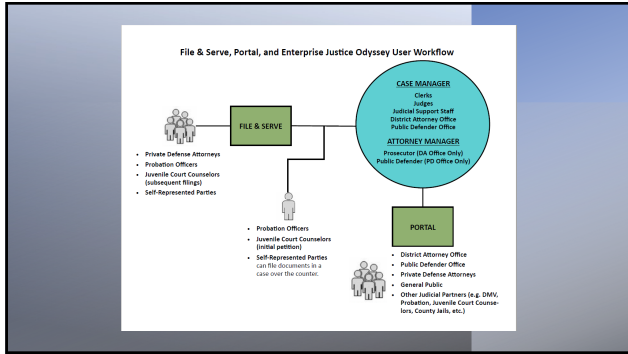 File & Serve, Portal, and Enterprise Justice Odyssey User Workflow
CASE MANAGER
Clerks
Judges
Judicial Support Staff
District Attorney Office
Public Defender Office
ATTORNEY MANAGER
Prosecutor (DA Office Only)
Public Defender (PD Office Only)
FILE & SERVE
• Private Defense Attorneys
• Probation Officers
• Juvenile Court Counselors
(subsequent filings)
• Self-Represented Parties
• Probation Officers
• Juvenile Court Counselors
(initial petition)
• Self-Represented Parties
can file documents in a
case over the counter.
PORTAL
• District Attorney Office
• Public Defender Office
• Private Defense Attorneys
• General Public
• Other Judicial Partners (e.g. DMV,
Probation, Juvenile Court Counse-
lors, County Jails, etc.)